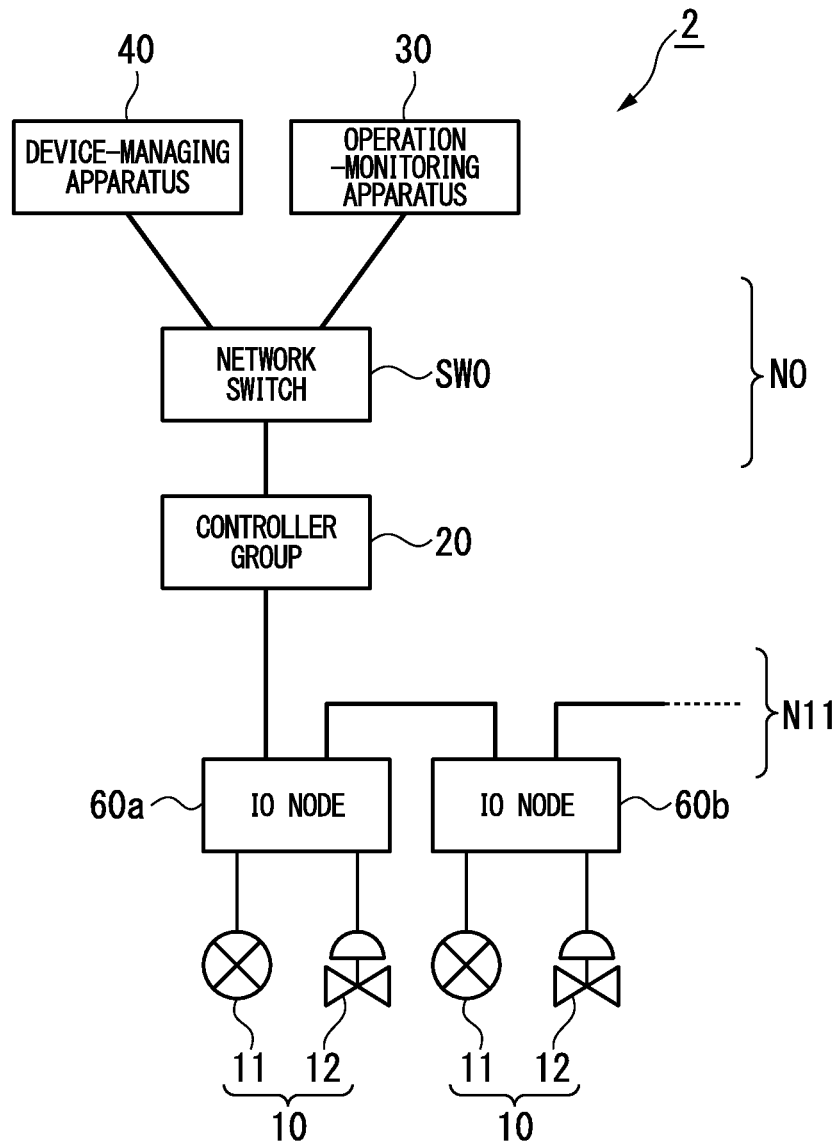 2
40
30
DEVICE-MANAGING
APPARATUS
OPERATION
-MONITORING
APPARATUS
NETWORK
SWITCH
SW0
N0
CONTROLLER
GROUP
20
N11
60a
IO NODE
IO NODE
60b
11
12
11
12
10
10